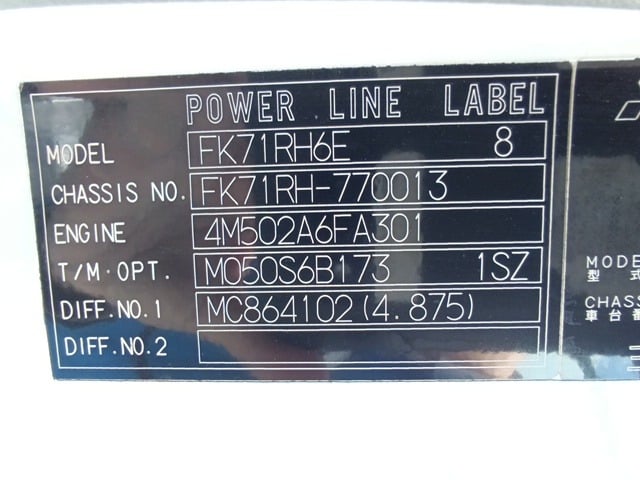 POWER LINE LABEL
MODEL FK71RH6E 8
CHASSIS NO. FK71RH-770013
ENGINE 4M502A6FA301
T/M·OPT. M050S6B173 1SZ
DIFF.NO.1 MC864102(4.875)
DIFF.NO.2
MODE
型 式
CHASS
車台番